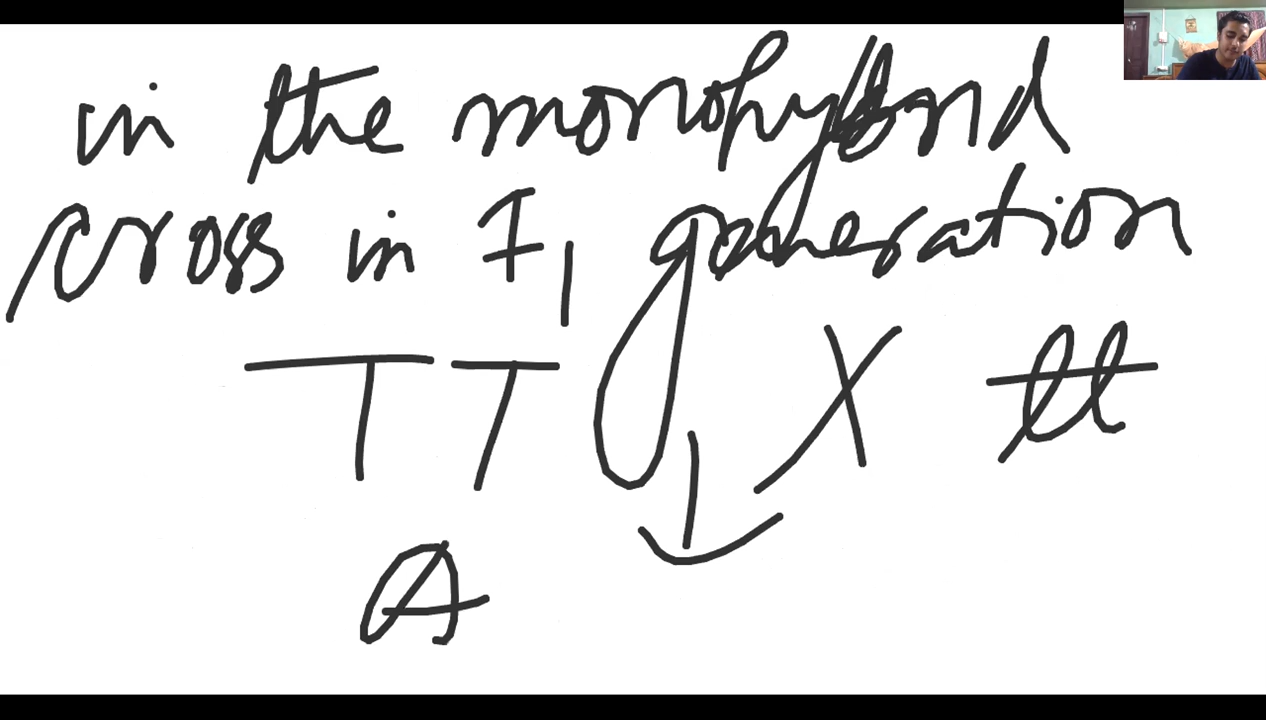 in the monohybrid
cross in F1 generation
TT X tt
A